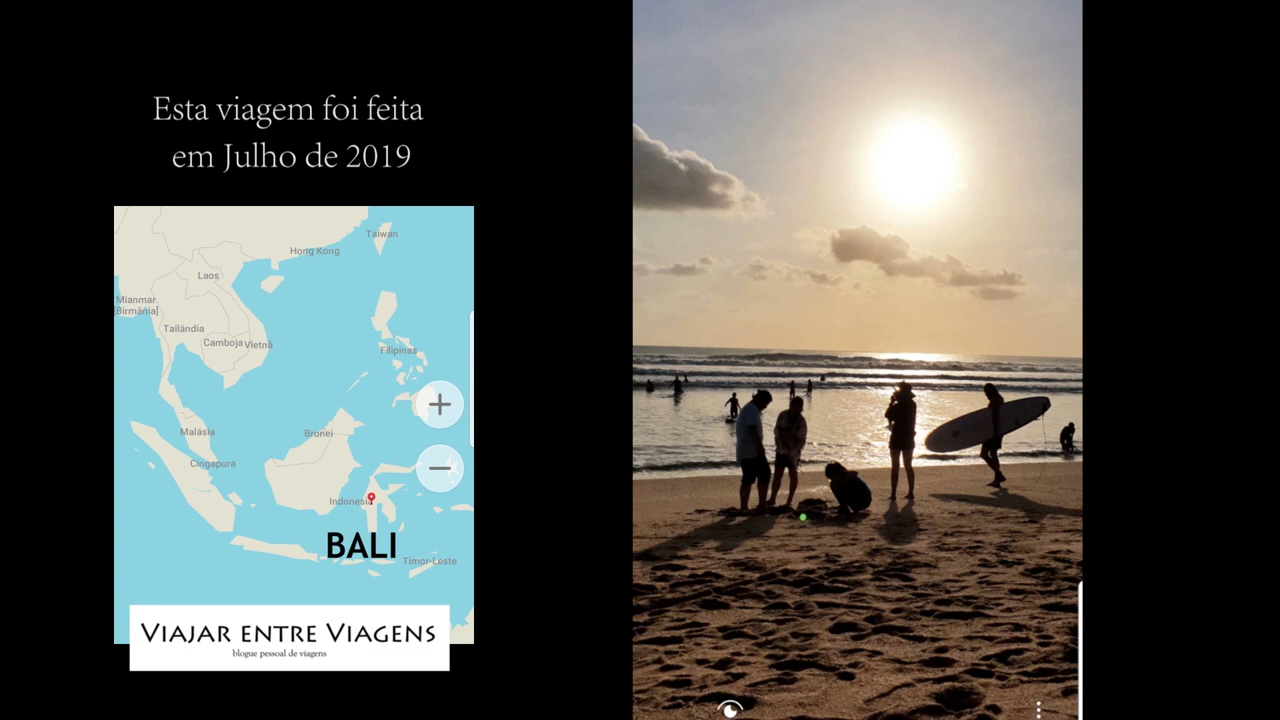 Esta viagem foi feita
em Julho de 2019
Taiwan
Hong Kong
Laos
Mianmar
[Birmânia]
Tailândia
Camboja
Vietnã
Filipinas
Malásia
Bronei
Cingapura
Indonesia
BALI
Timor-Leste
VIAJAR ENTRE VIAGENS
blogue pessoal de viagens